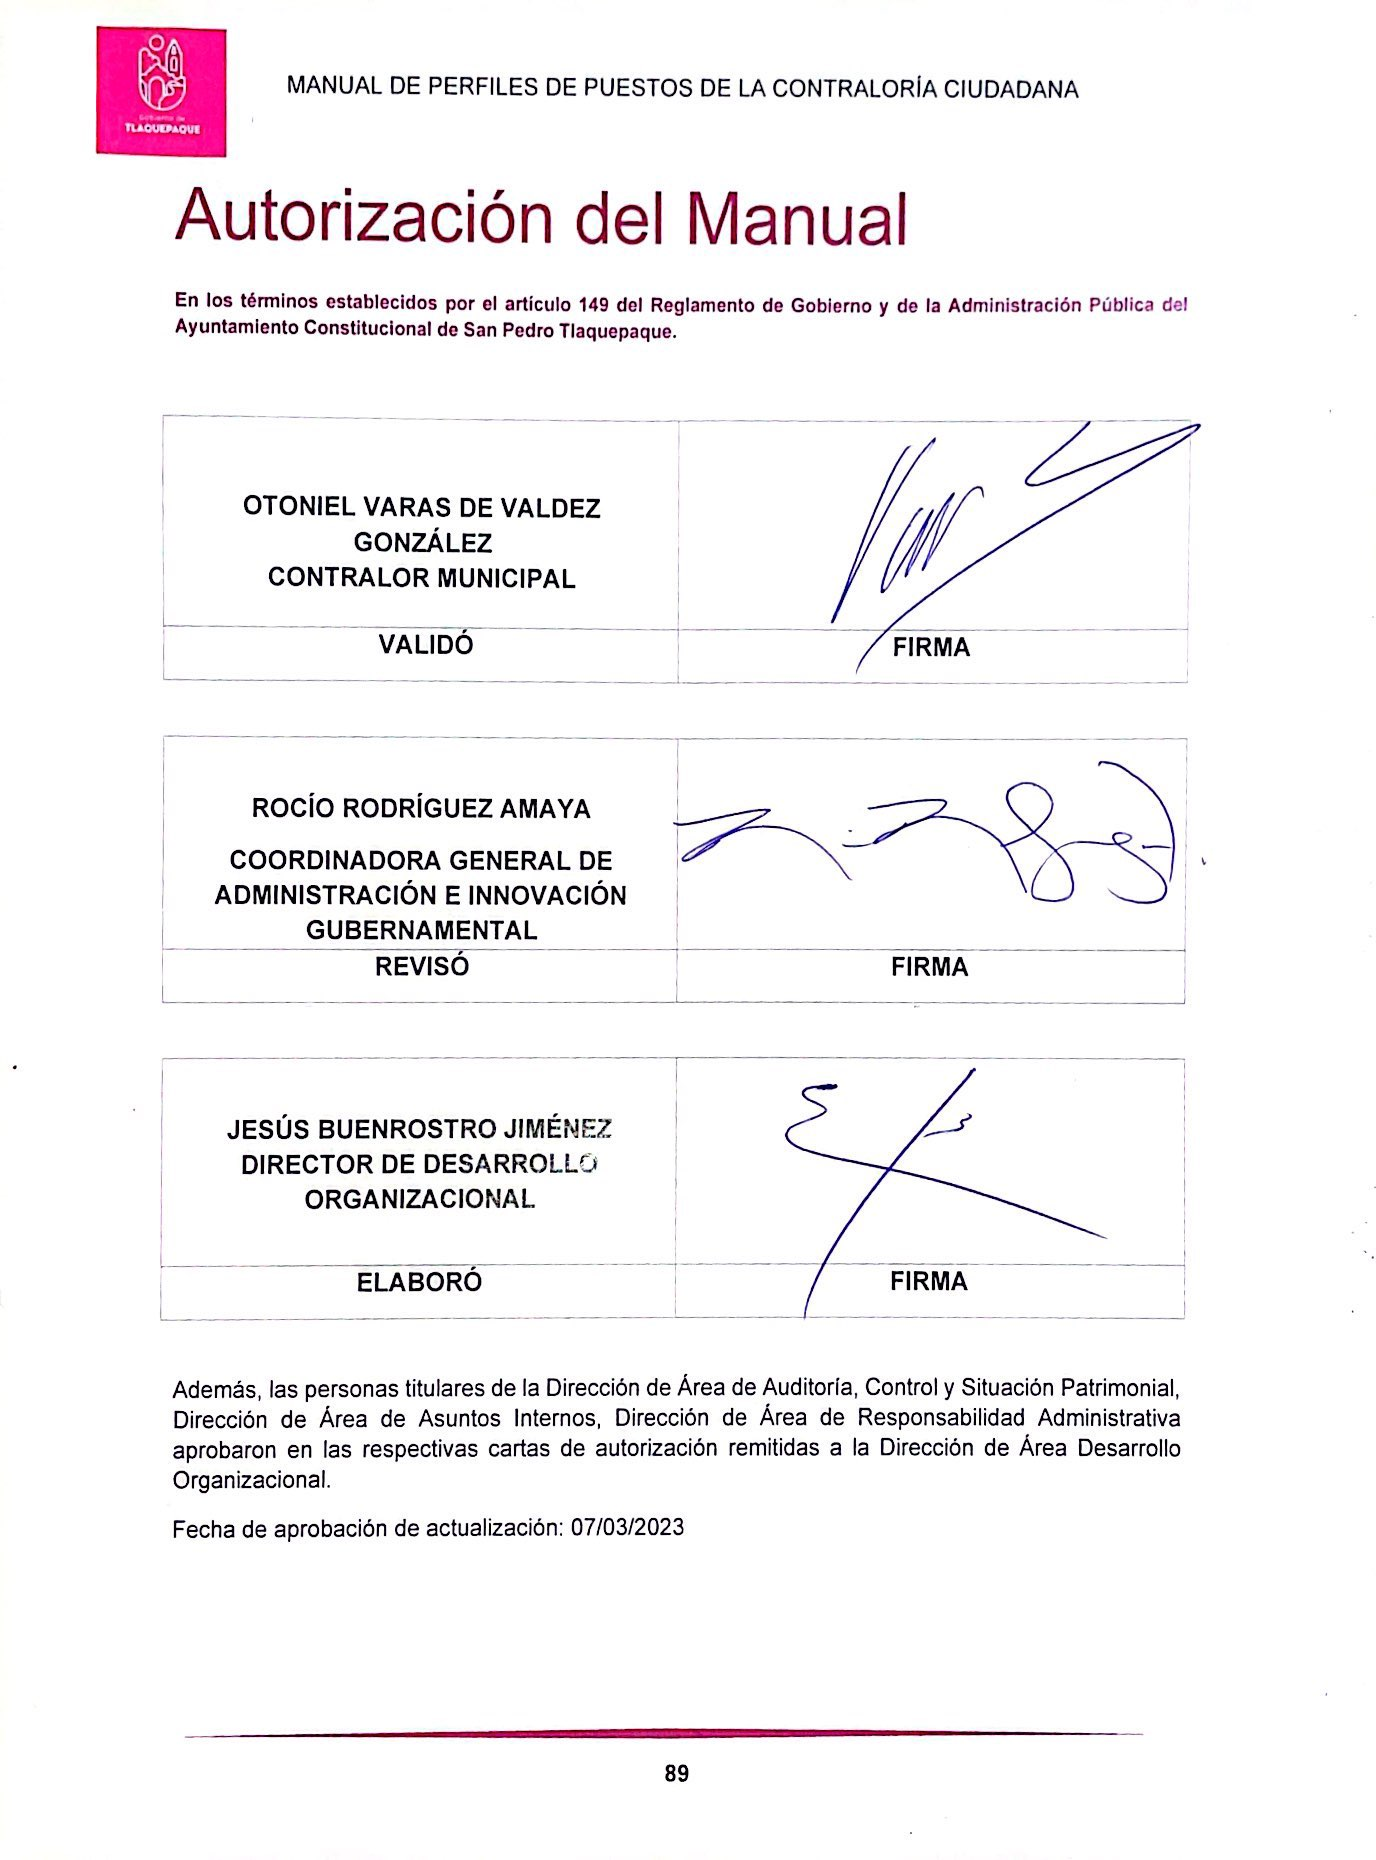 Gobierno de
TLAQUEPAQUE
MANUAL DE PERFILES DE PUESTOS DE LA CONTRALORÍA CIUDADANA
Autorización del Manual
En los términos establecidos por el artículo 149 del Reglamento de Gobierno y de la Administración Pública del
Ayuntamiento Constitucional de San Pedro Tlaquepaque.
OTONIEL VARAS DE VALDEZ
GONZÁLEZ
CONTRALOR MUNICIPAL
VALIDÓ
FIRMA
ROCÍO RODRÍGUEZ AMAYA
COORDINADORA GENERAL DE
ADMINISTRACIÓN E INNOVACIÓN
GUBERNAMENTAL
REVISÓ
FIRMA
JESÚS BUENROSTRO JIMÉNEZ
DIRECTOR DE DESARROLLO
ORGANIZACIONAL
ELABORÓ
FIRMA
Además, las personas titulares de la Dirección de Área de Auditoría, Control y Situación Patrimonial,
Dirección de Área de Asuntos Internos, Dirección de Área de Responsabilidad Administrativa
aprobaron en las respectivas cartas de autorización remitidas a la Dirección de Área Desarrollo
Organizacional.
Fecha de aprobación de actualización: 07/03/2023
89